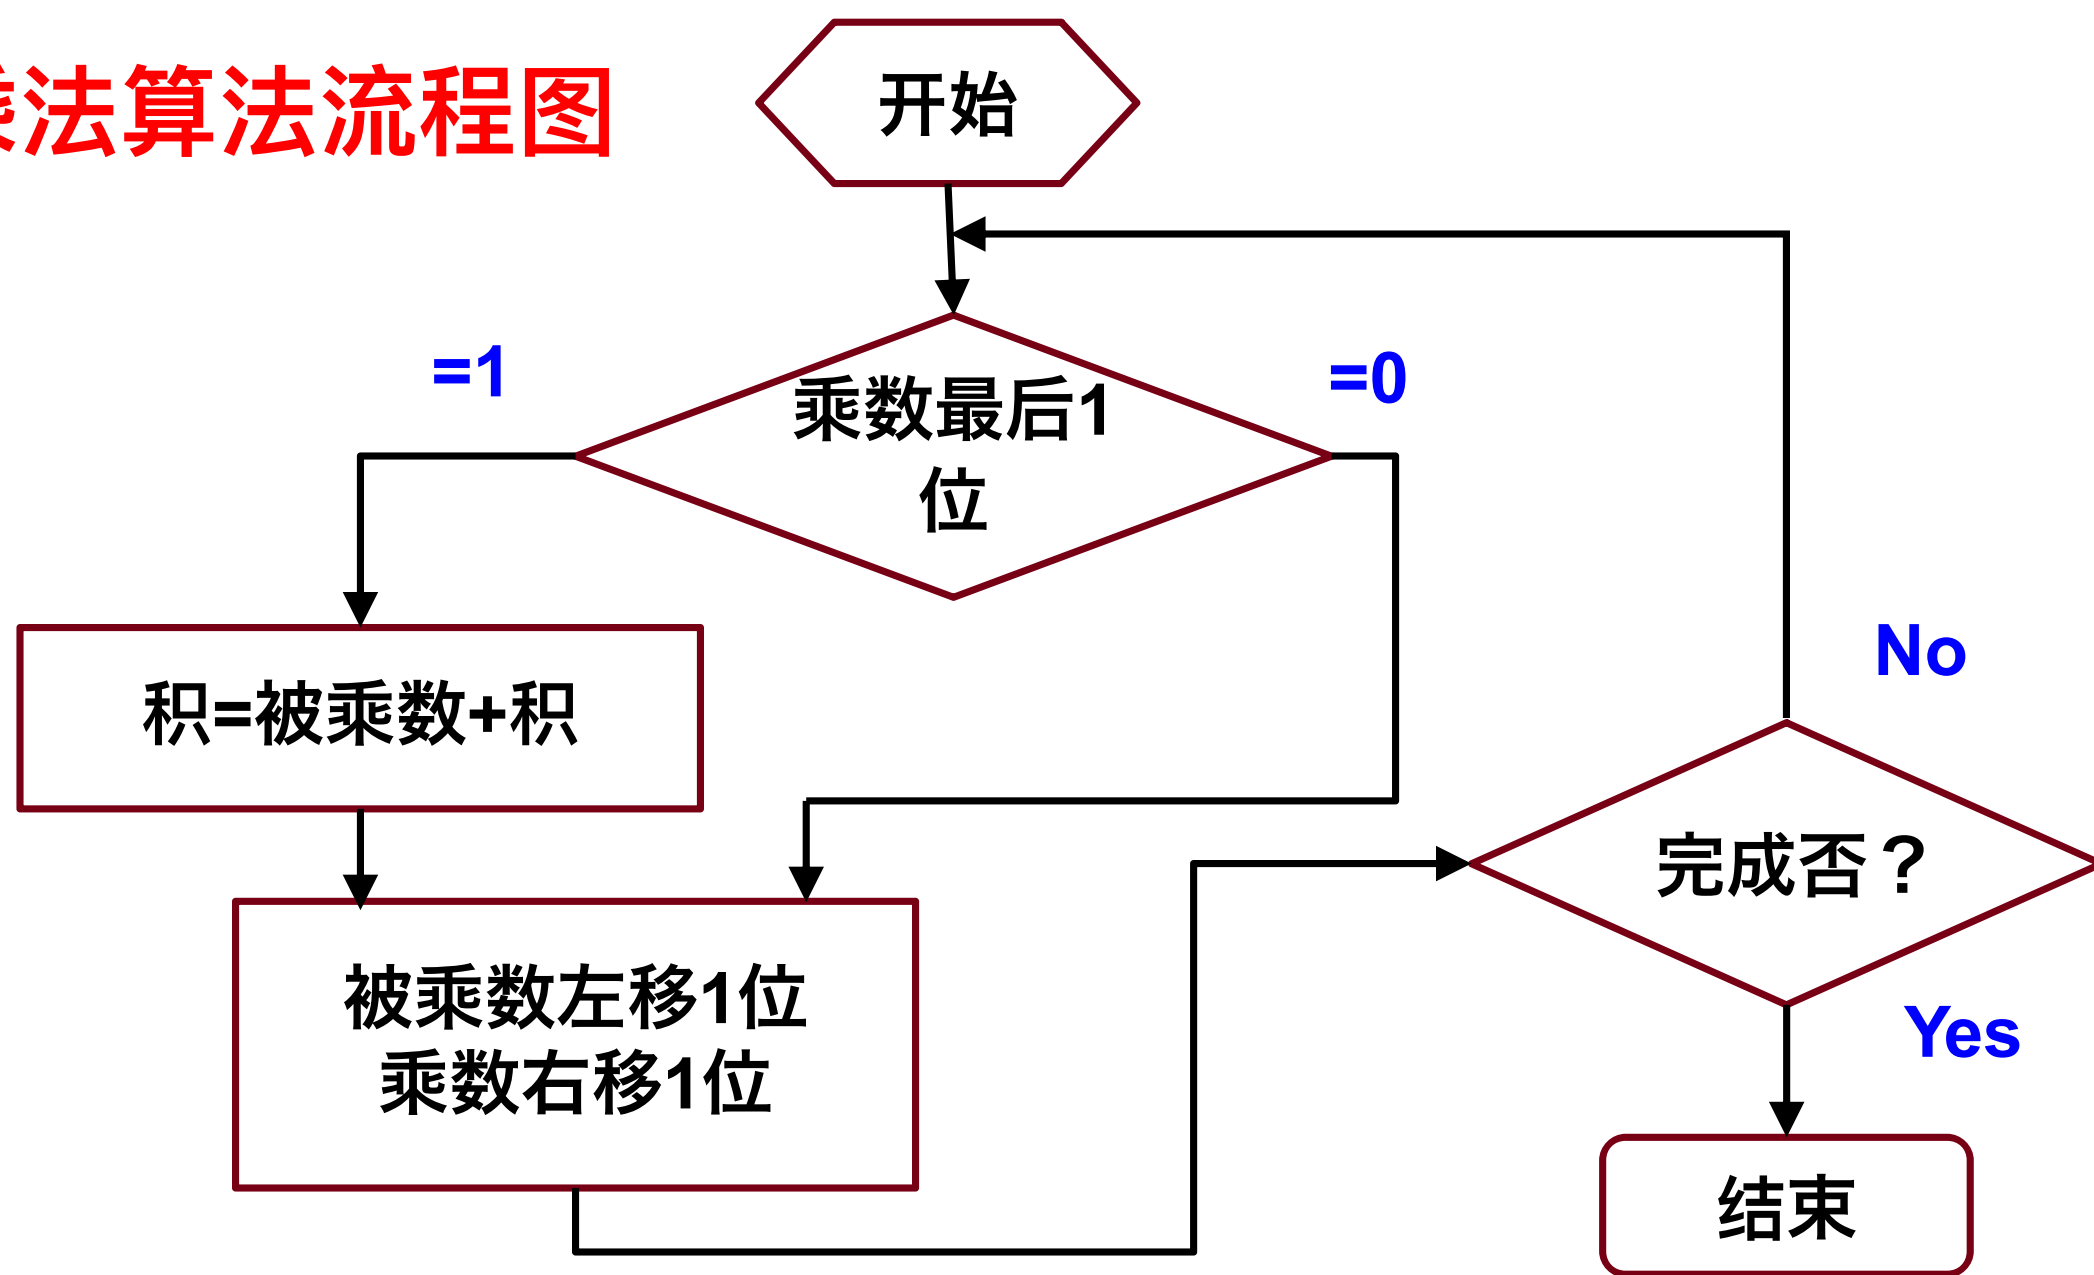 法算法流程图
开始
=1
=0
乘数最后1
位
No
积=被乘数+积
完成否？
被乘数左移1位
乘数右移1位
Yes
结束